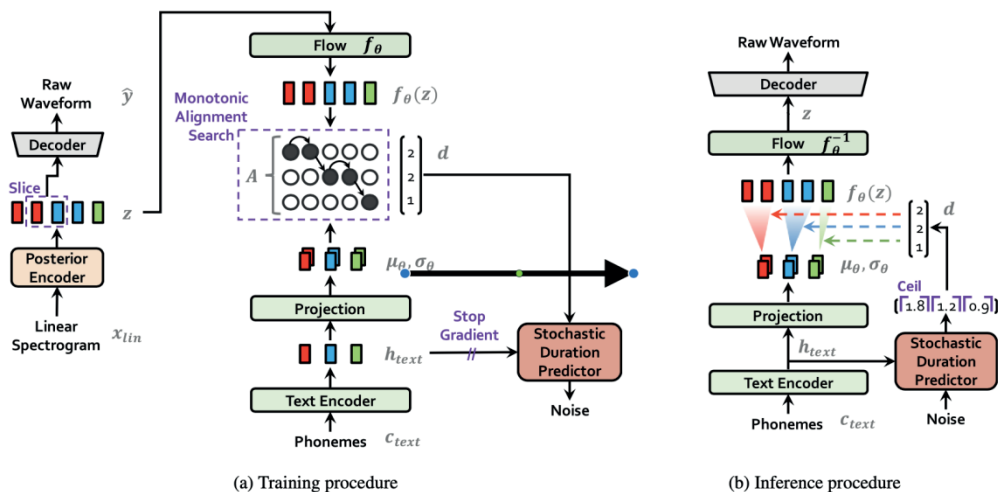 Flow f_θ
Raw
Waveform
ŷ
Decoder
Slice
z
Posterior
Encoder
Linear
Spectrogram
x_lin
f_θ(z)
Monotonic
Alignment
Search
A
2
2
1
d
μ_θ, σ_θ
Projection
Stop
Gradient
//
h_text
Stochastic
Duration
Predictor
Text Encoder
Noise
Phonemes
c_text
(a) Training procedure
Raw Waveform
Decoder
z
Flow f_θ^{-1}
f_θ(z)
2
2
1
d
μ_θ, σ_θ
Ceil
[⌈1.8⌉⌈1.2⌉⌈0.9⌉]
Projection
h_text
Stochastic
Duration
Predictor
Text Encoder
Phonemes
c_text
Noise
(b) Inference procedure